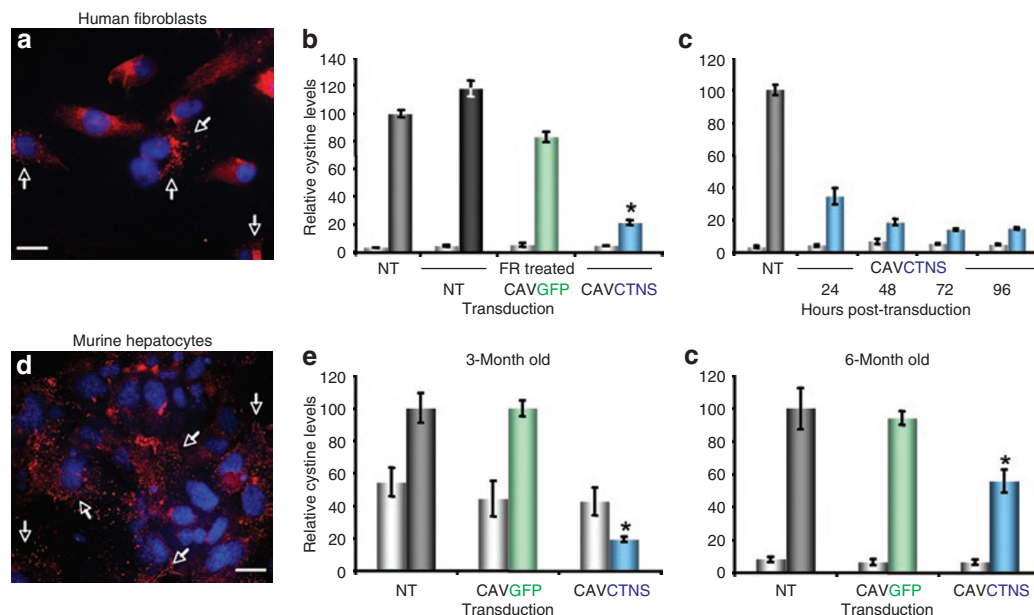 Human fibroblasts
a
b
Relative cystine levels
140
120
100
80
60
40
20
0
NT
FR treated
NT CAVGFP CAVCTNS
Transduction
*
c
120
100
80
60
40
20
0
NT
CAVCTNS
24 48 72 96
Hours post-transduction
Murine hepatocytes
d
e
3-Month old
Relative cystine levels
120
100
80
60
40
20
0
*
NT CAVGFP CAVCTNS
Transduction
c
6-Month old
120
100
80
60
40
20
0
*
NT CAVGFP CAVCTNS
Transduction